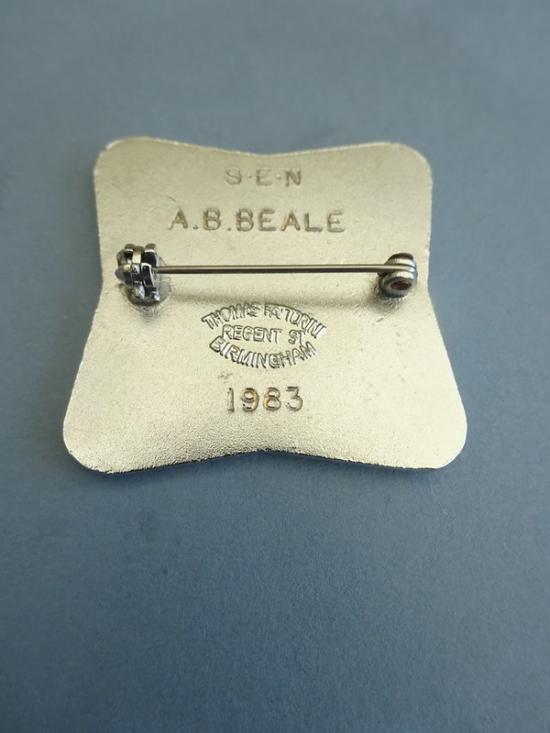 S·E·N
A.B.BEALE
THOMAS FATTORINI
REGENT ST
BIRMINGHAM
1983